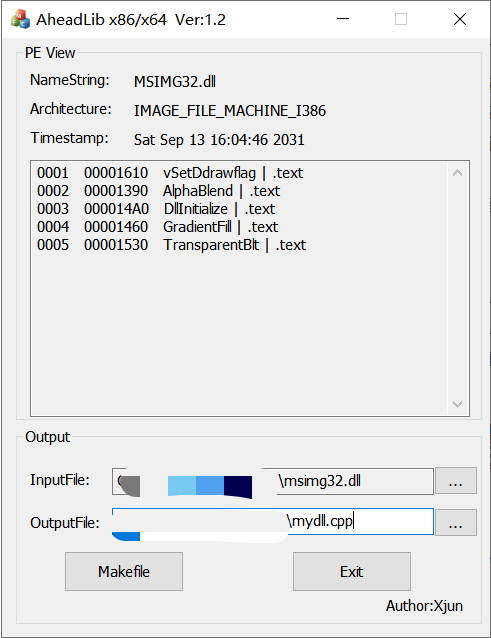 AheadLib x86/x64 Ver:1.2
PE View
NameString: MSIMG32.dll
Architecture: IMAGE_FILE_MACHINE_I386
Timestamp: Sat Sep 13 16:04:46 2031
0001 00001610 vSetDdrawflag | .text
0002 00001390 AlphaBlend | .text
0003 000014A0 DllInitialize | .text
0004 00001460 GradientFill | .text
0005 00001530 TransparentBlt | .text
Output
InputFile: \msimg32.dll ...
OutputFile: \mydll.cpp ...
Makefile Exit
Author:Xjun